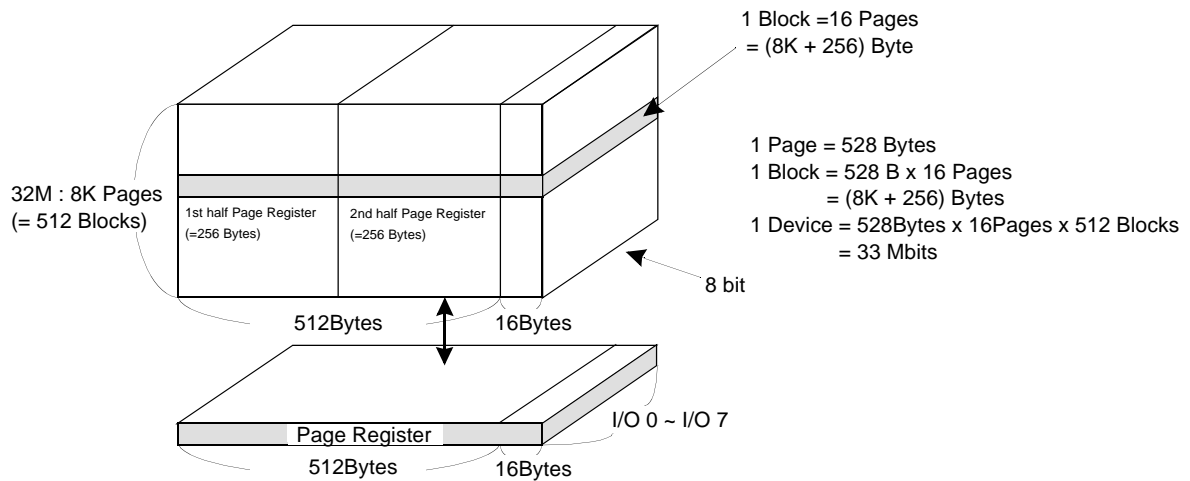 1 Block =16 Pages
= (8K + 256) Byte
1 Page = 528 Bytes
1 Block = 528 B x 16 Pages
= (8K + 256) Bytes
1 Device = 528Bytes x 16Pages x 512 Blocks
= 33 Mbits
32M : 8K Pages
(= 512 Blocks)
1st half Page Register
(=256 Bytes)
2nd half Page Register
(=256 Bytes)
8 bit
512Bytes
16Bytes
I/O 0 ~ I/O 7
Page Register
512Bytes
16Bytes